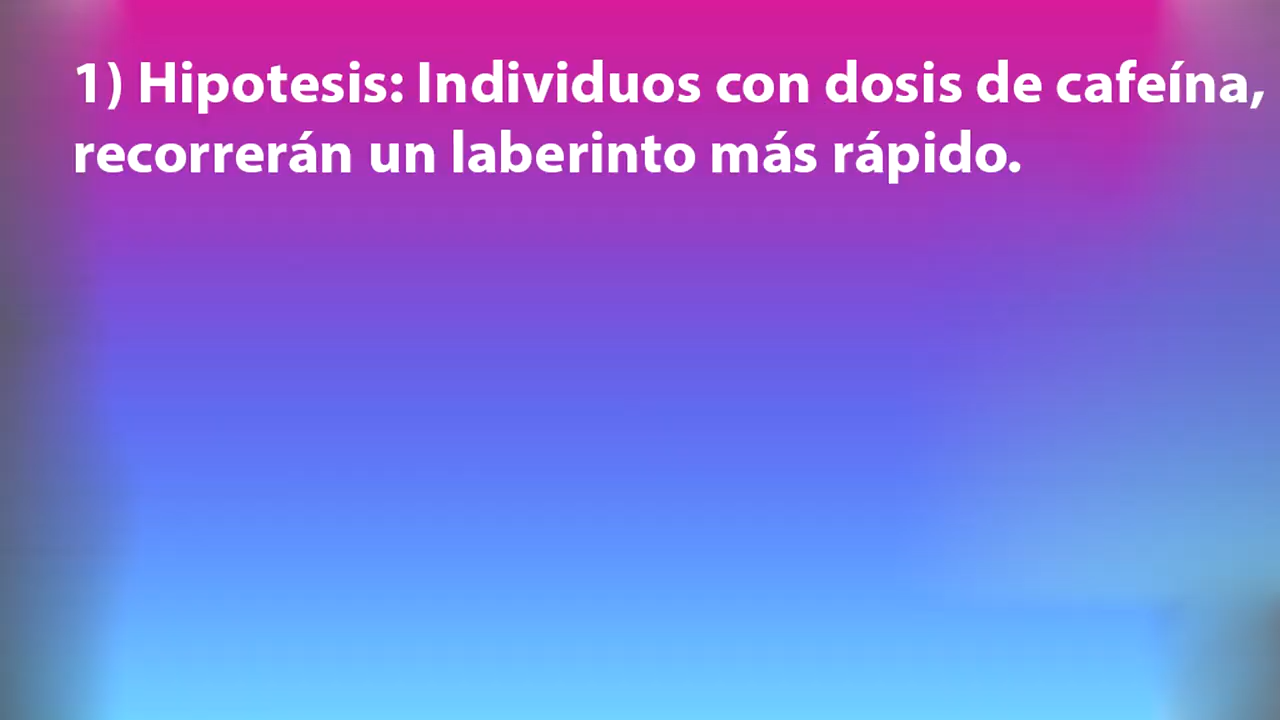 1) Hipotesis: Individuos con dosis de cafeína,
recorrerán un laberinto más rápido.